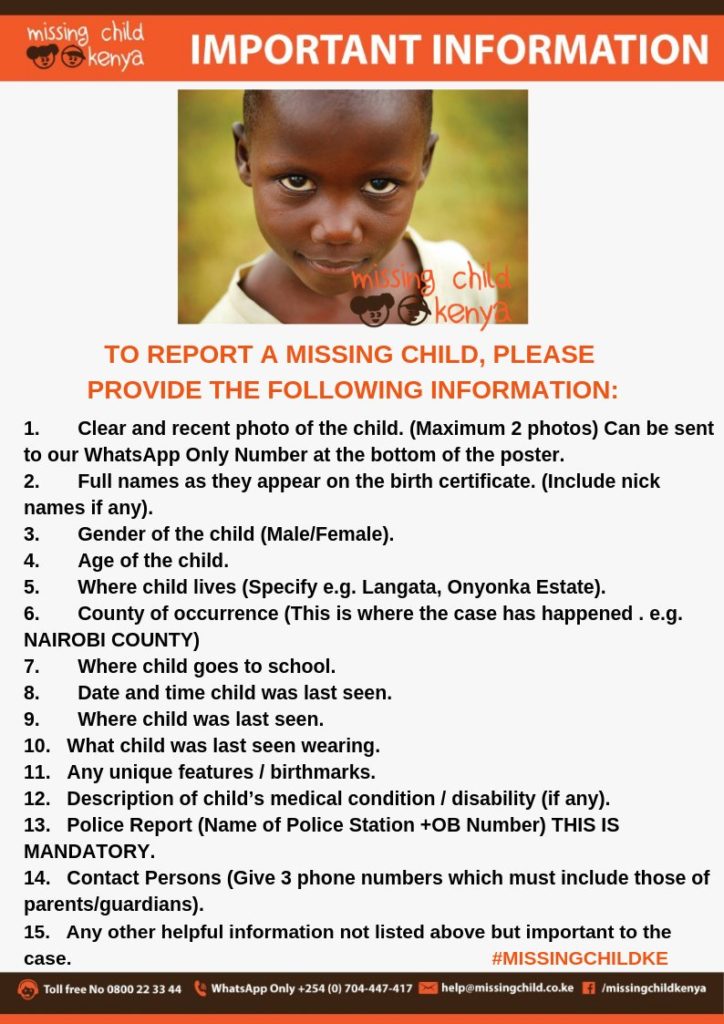 missing child
kenya
IMPORTANT INFORMATION
missing child
kenya
TO REPORT A MISSING CHILD, PLEASE
PROVIDE THE FOLLOWING INFORMATION:
1. Clear and recent photo of the child. (Maximum 2 photos) Can be sent
to our WhatsApp Only Number at the bottom of the poster.
2. Full names as they appear on the birth certificate. (Include nick
names if any).
3. Gender of the child (Male/Female).
4. Age of the child.
5. Where child lives (Specify e.g. Langata, Onyonka Estate).
6. County of occurrence (This is where the case has happened . e.g.
NAIROBI COUNTY)
7. Where child goes to school.
8. Date and time child was last seen.
9. Where child was last seen.
10. What child was last seen wearing.
11. Any unique features / birthmarks.
12. Description of child’s medical condition / disability (if any).
13. Police Report (Name of Police Station +OB Number) THIS IS
MANDATORY.
14. Contact Persons (Give 3 phone numbers which must include those of
parents/guardians).
15. Any other helpful information not listed above but important to the
case. #MISSINGCHILDKE
Toll free No 0800 22 33 44 WhatsApp Only +254 (0) 704-447-417 help@missingchild.co.ke /missingchildkenya